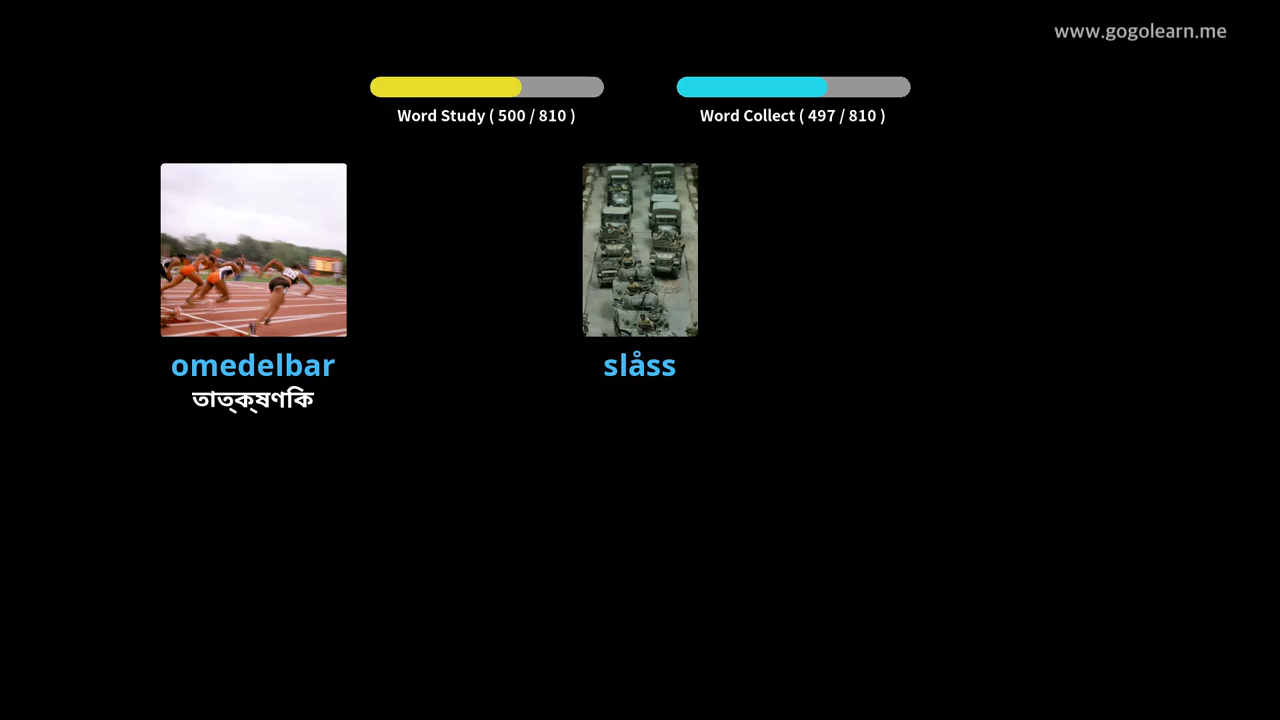 www.gogolearn.me
Word Study ( 500 / 810 )
Word Collect ( 497 / 810 )
omedelbar
slåss
তাত্ক্ষণকি